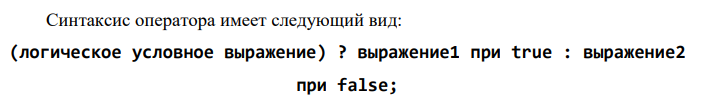 Синтаксис оператора имеет следующий вид:
(логическое условное выражение) ? выражение1 при true : выражение2
при false;